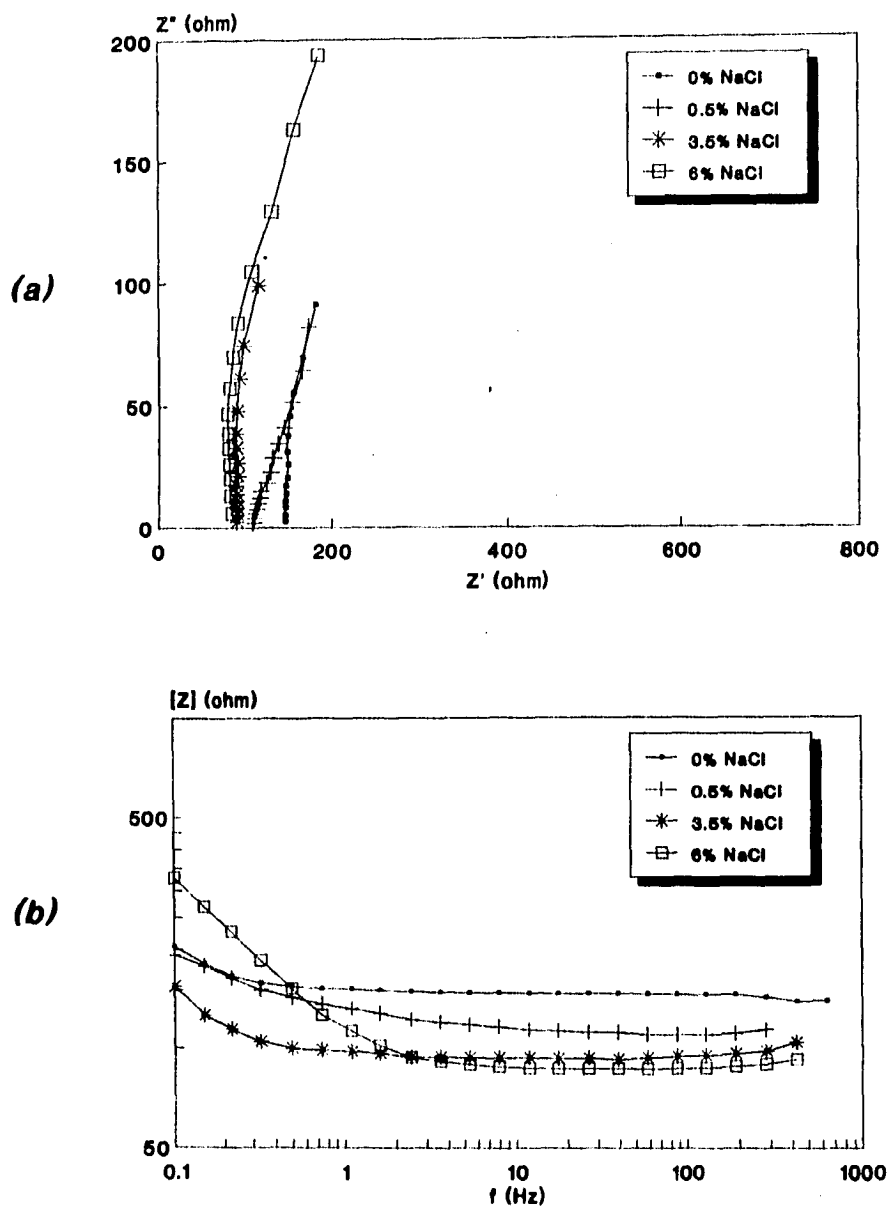 Z" (ohm)
200
150
100
50
0
0
200
400
600
800
Z' (ohm)
0% NaCl
0.5% NaCl
3.5% NaCl
6% NaCl
(a)
[Z] (ohm)
500
50
0.1
1
10
100
1000
f (Hz)
0% NaCl
0.5% NaCl
3.5% NaCl
6% NaCl
(b)